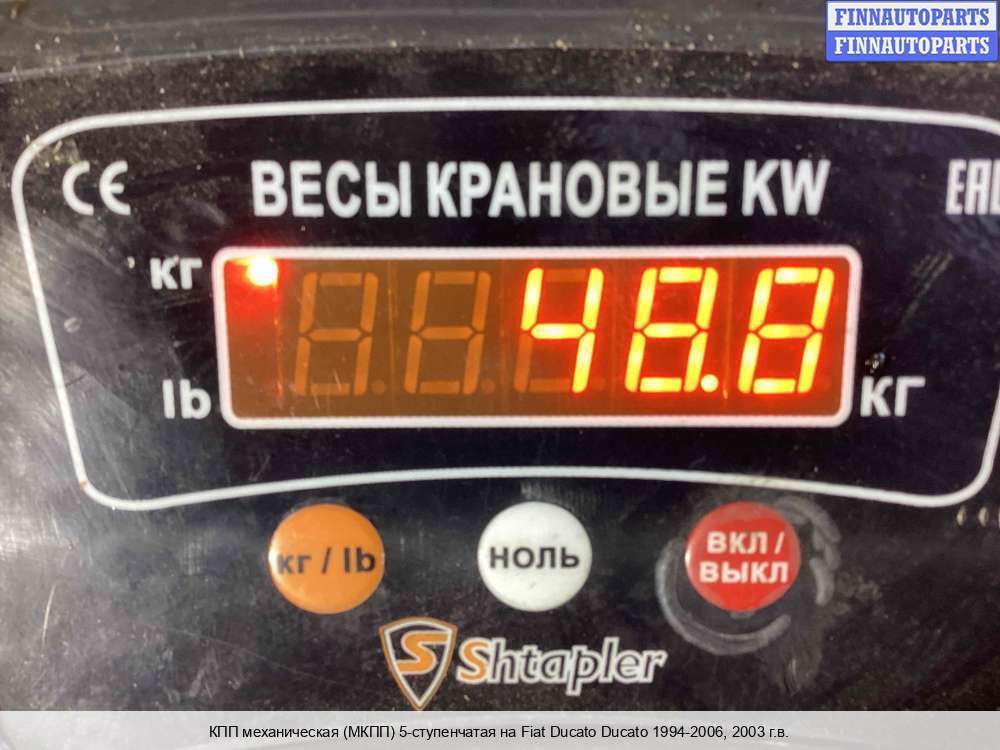 FINNAUTOPARTS
FINNAUTOPARTS
CE
ВЕСЫ КРАНОВЫЕ KW
EAC
кг
48.8
lb
КГ
кг / lb
НОЛЬ
ВКЛ /
ВЫКЛ
S Shtapler
КПП механическая (МКПП) 5-ступенчатая на Fiat Ducato Ducato 1994-2006, 2003 г.в.